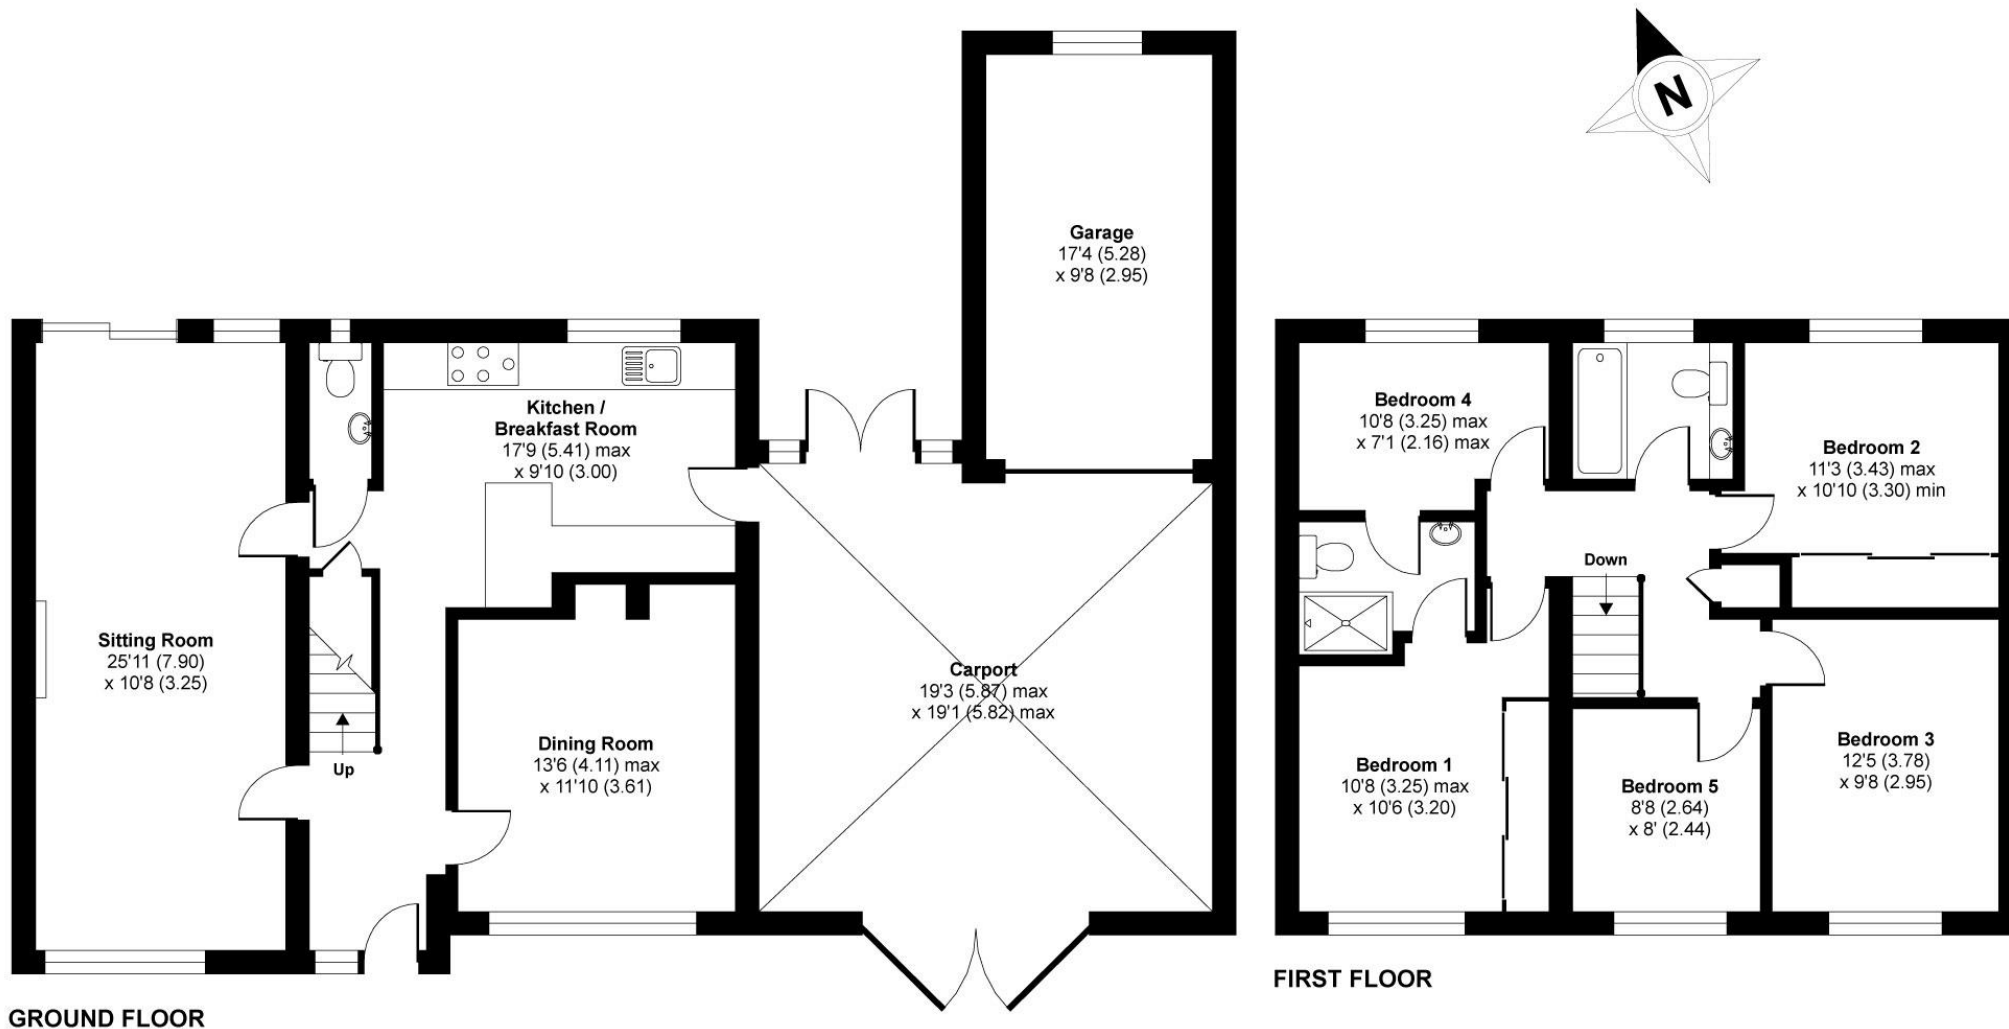 N
Garage
17'4 (5.28)
x 9'8 (2.95)
Kitchen /
Breakfast Room
17'9 (5.41) max
x 9'10 (3.00)
Sitting Room
25'11 (7.90)
x 10'8 (3.25)
Up
Dining Room
13'6 (4.11) max
x 11'10 (3.61)
Carport
19'3 (5.87) max
x 19'1 (5.82) max
GROUND FLOOR
Bedroom 4
10'8 (3.25) max
x 7'1 (2.16) max
Bedroom 2
11'3 (3.43) max
x 10'10 (3.30) min
Down
Bedroom 1
10'8 (3.25) max
x 10'6 (3.20)
Bedroom 5
8'8 (2.64)
x 8' (2.44)
Bedroom 3
12'5 (3.78)
x 9'8 (2.95)
FIRST FLOOR